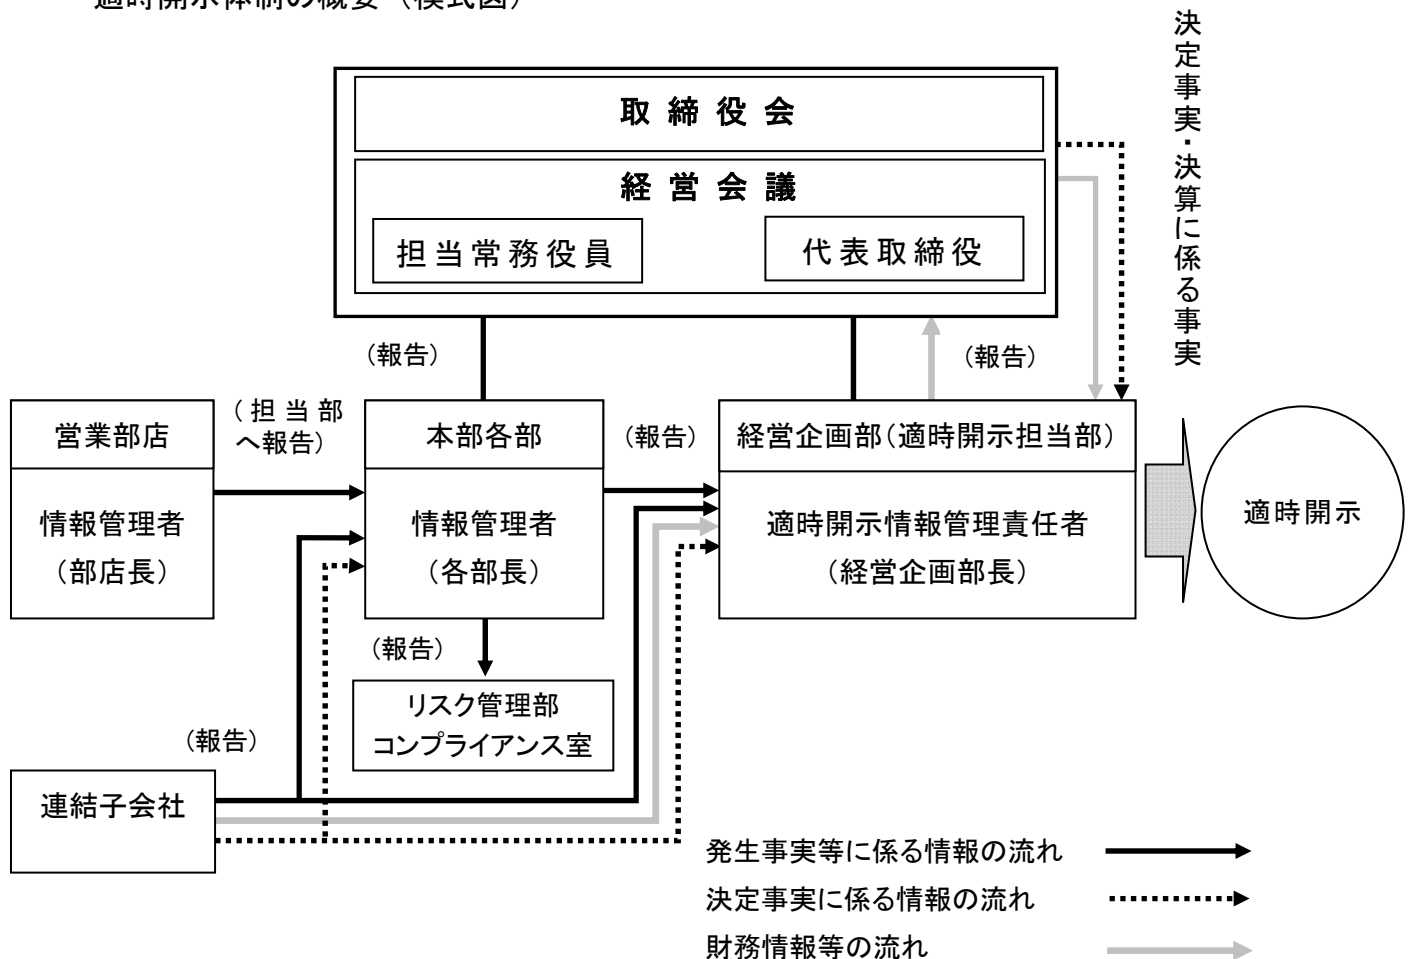 適時開示体制の概要（模式図）
決定事実・決算に係る事実
取締役会
経営会議
担当常務役員
代表取締役
（報告）
（報告）
営業部店
（担当部
へ報告）
本部各部
（報告）
経営企画部（適時開示担当部）
情報管理者
（部店長）
情報管理者
（各部長）
適時開示情報管理責任者
（経営企画部長）
適時開示
（報告）
リスク管理部
コンプライアンス室
（報告）
連結子会社
発生事実等に係る情報の流れ
決定事実に係る情報の流れ
財務情報等の流れ